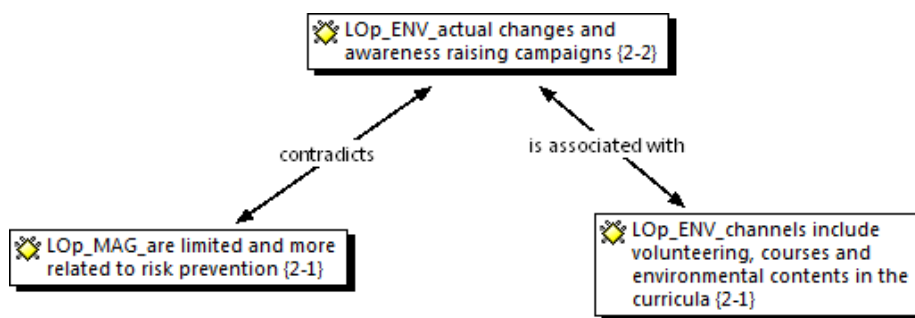 LOp_ENV_actual changes and
awareness raising campaigns {2-2}
contradicts
is associated with
LOp_MAG_are limited and more
related to risk prevention {2-1}
LOp_ENV_channels include
volunteering, courses and
environmental contents in the
curricula {2-1}